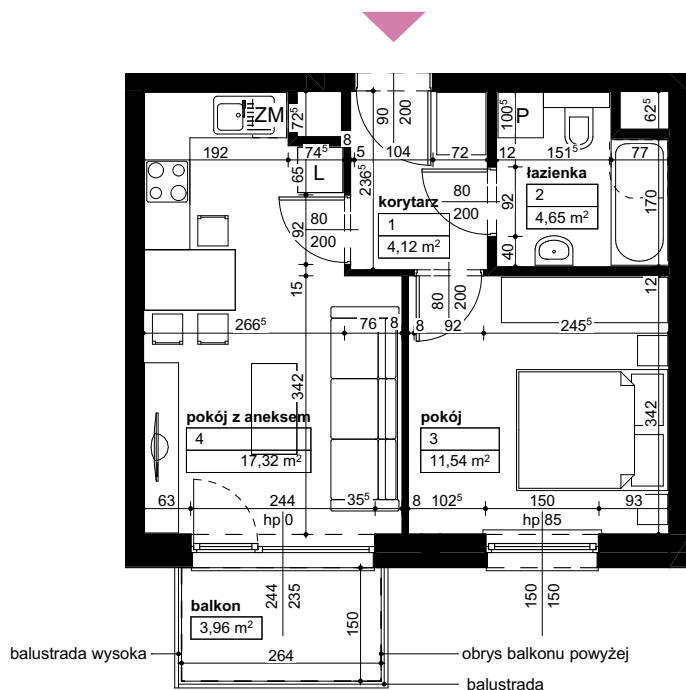 ZM
72⁵
90
200
100⁵
P
62⁵
192
74⁵
8
5
104
72
12
151⁵
77
65
L
236⁵
80
200
92
łazienka
2
4,65 m²
170
korytarz
1
4,12 m²
92
80
200
40
15
80
200
12
266⁵
76
8
8
92
245⁵
342
342
pokój z aneksem
4
17,32 m²
pokój
3
11,54 m²
63
244
35⁵
8
102⁵
150
93
hp 0
hp 85
244
235
150
150
150
balkon
3,96 m²
balustrada wysoka
264
obrys balkonu powyżej
balustrada